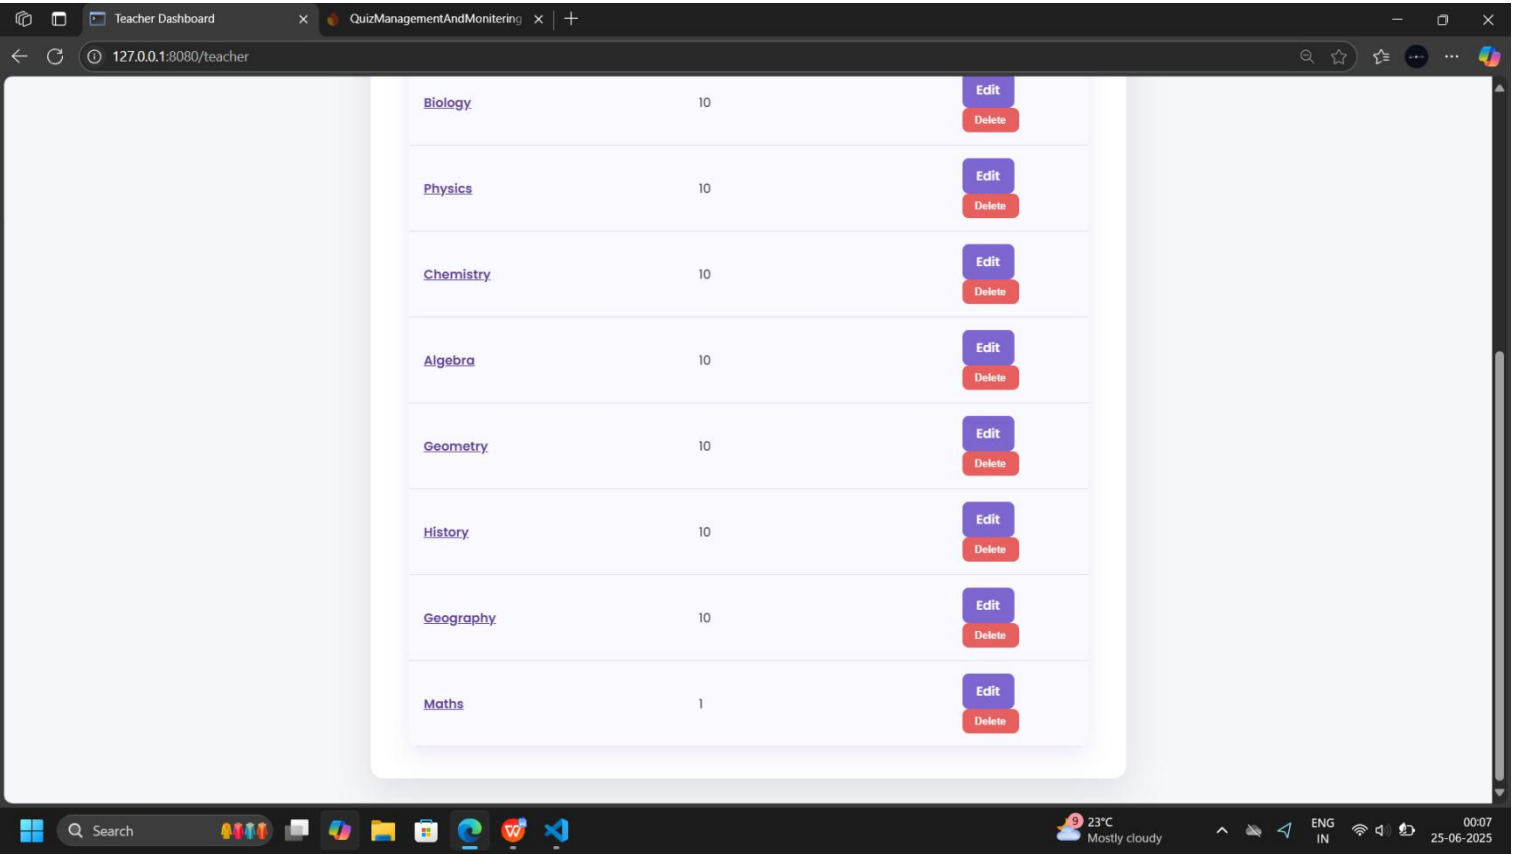 Teacher Dashboard
QuizManagementAndMonitering
127.0.0.1:8080/teacher
Biology 10 Edit
Delete
Physics 10 Edit
Delete
Chemistry 10 Edit
Delete
Algebra 10 Edit
Delete
Geometry 10 Edit
Delete
History 10 Edit
Delete
Geography 10 Edit
Delete
Maths 1 Edit
Delete
Search
9
23°C
Mostly cloudy
ENG
IN
00:07
25-06-2025